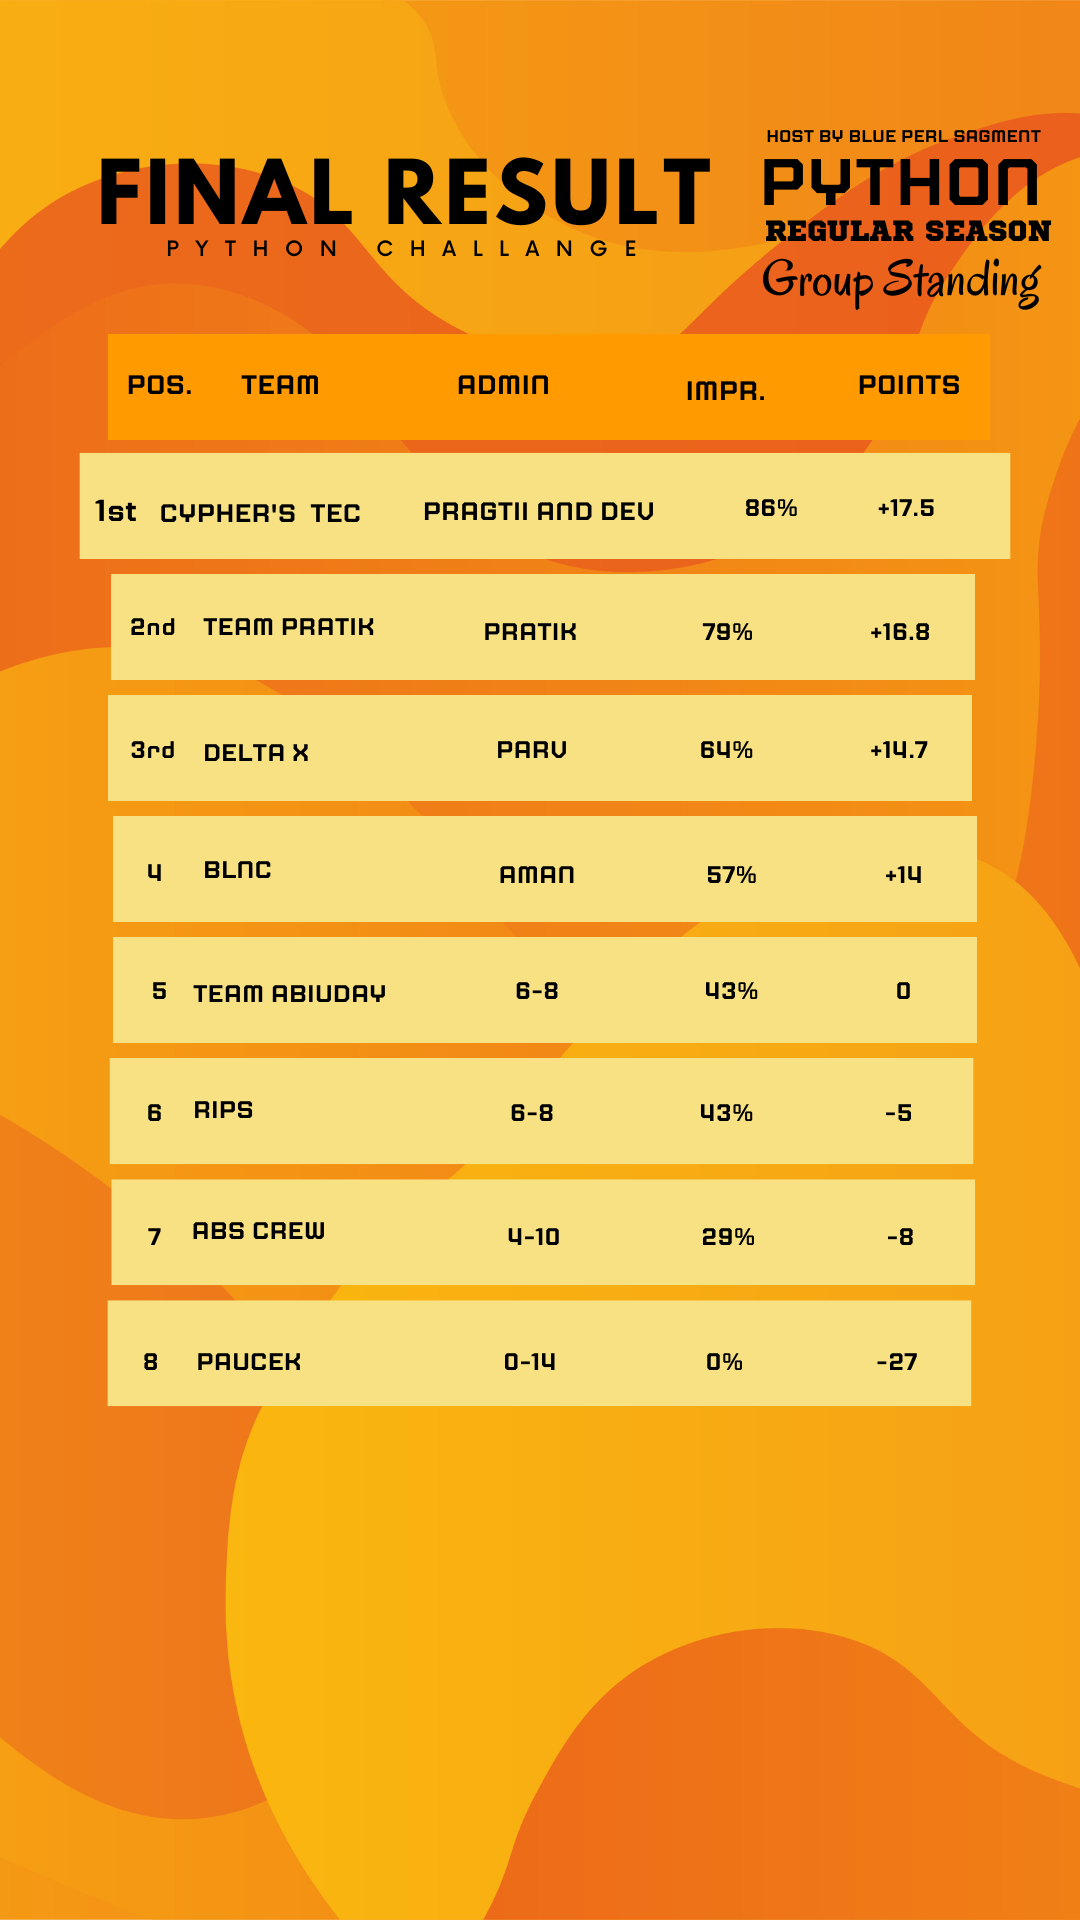 HOST BY BLUE PERL SAGMENT
FINAL RESULT
PYTHON
PYTHON CHALLANGE
REGULAR SEASON
Group Standing
POS. TEAM ADMIN IMPR. POINTS
1st CYPHER'S TEC PRAGTII AND DEV 86% +17.5
2nd TEAM PRATIK PRATIK 79% +16.8
3rd DELTA X PARV 64% +14.7
4 BLNC AMAN 57% +14
5 TEAM ABIUDAY 6-8 43% 0
6 RIPS 6-8 43% -5
7 ABS CREW 4-10 29% -8
8 PAUCEK 0-14 0% -27